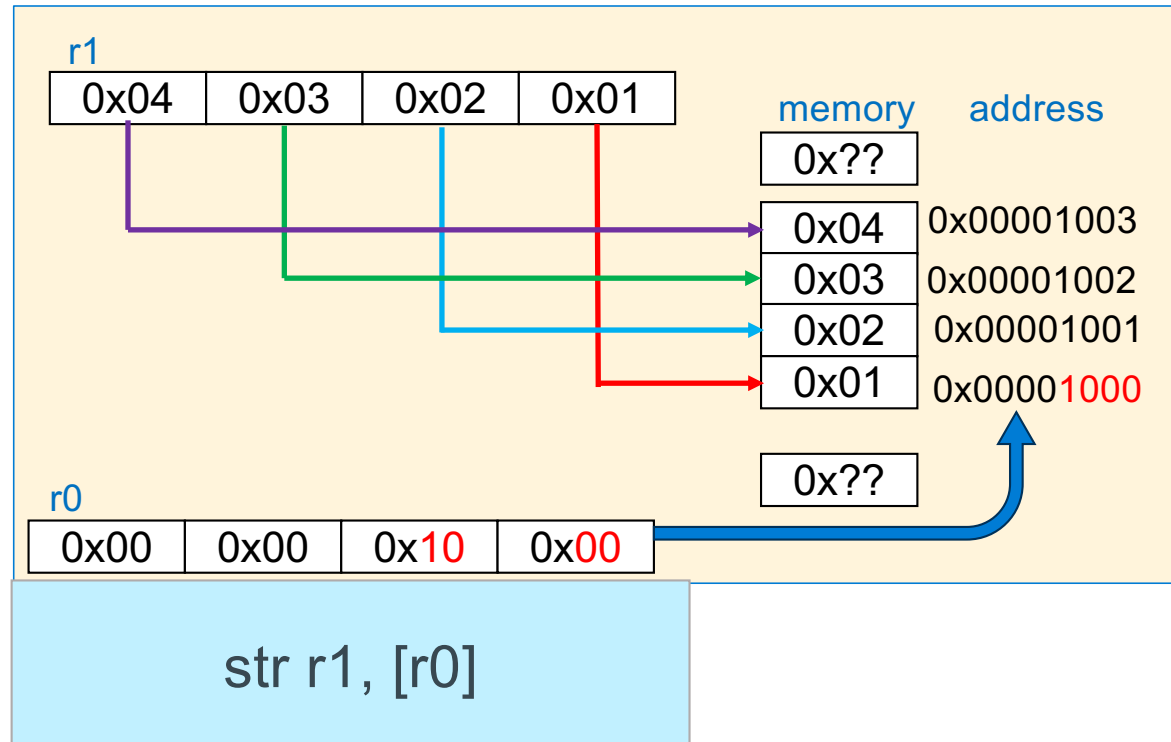 r1
0x04 0x03 0x02 0x01
memory address
0x??
0x04 0x00001003
0x03 0x00001002
0x02 0x00001001
0x01 0x00001000
0x??
r0
0x00 0x00 0x10 0x00
str r1, [r0]